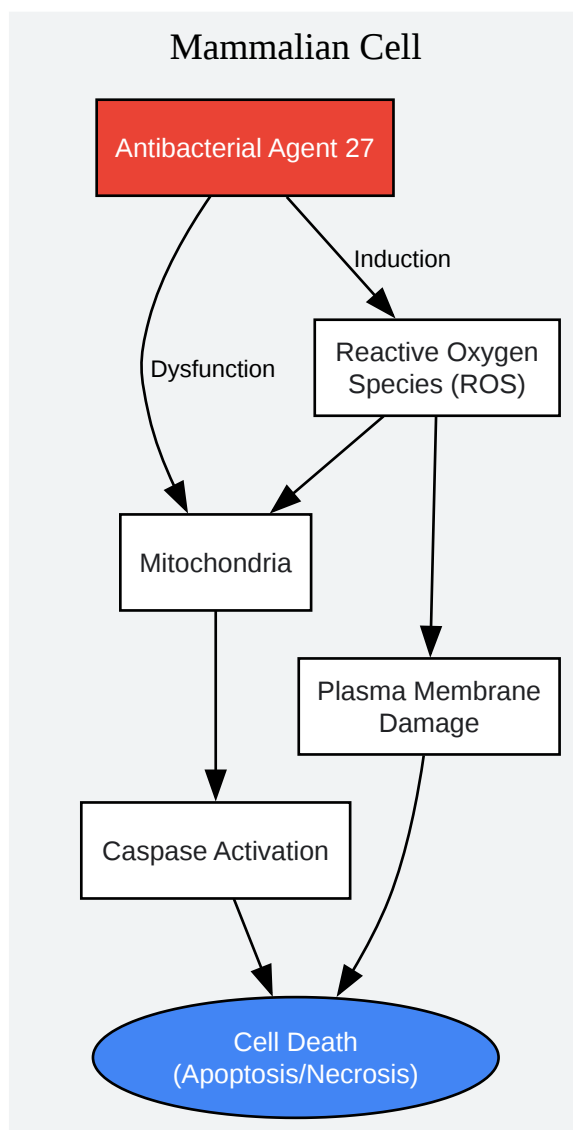 Mammalian Cell
Antibacterial Agent 27
Induction
Reactive Oxygen
Species (ROS)
Dysfunction
Mitochondria
Plasma Membrane
Damage
Caspase Activation
Cell Death
(Apoptosis/Necrosis)